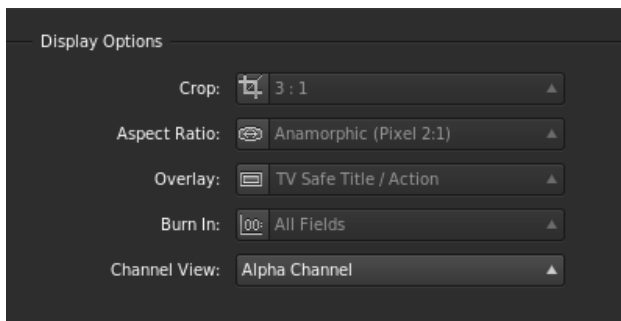 Display Options
Crop: 3 : 1
Aspect Ratio: Anamorphic (Pixel 2:1)
Overlay: TV Safe Title / Action
Burn In: 00: All Fields
Channel View: Alpha Channel